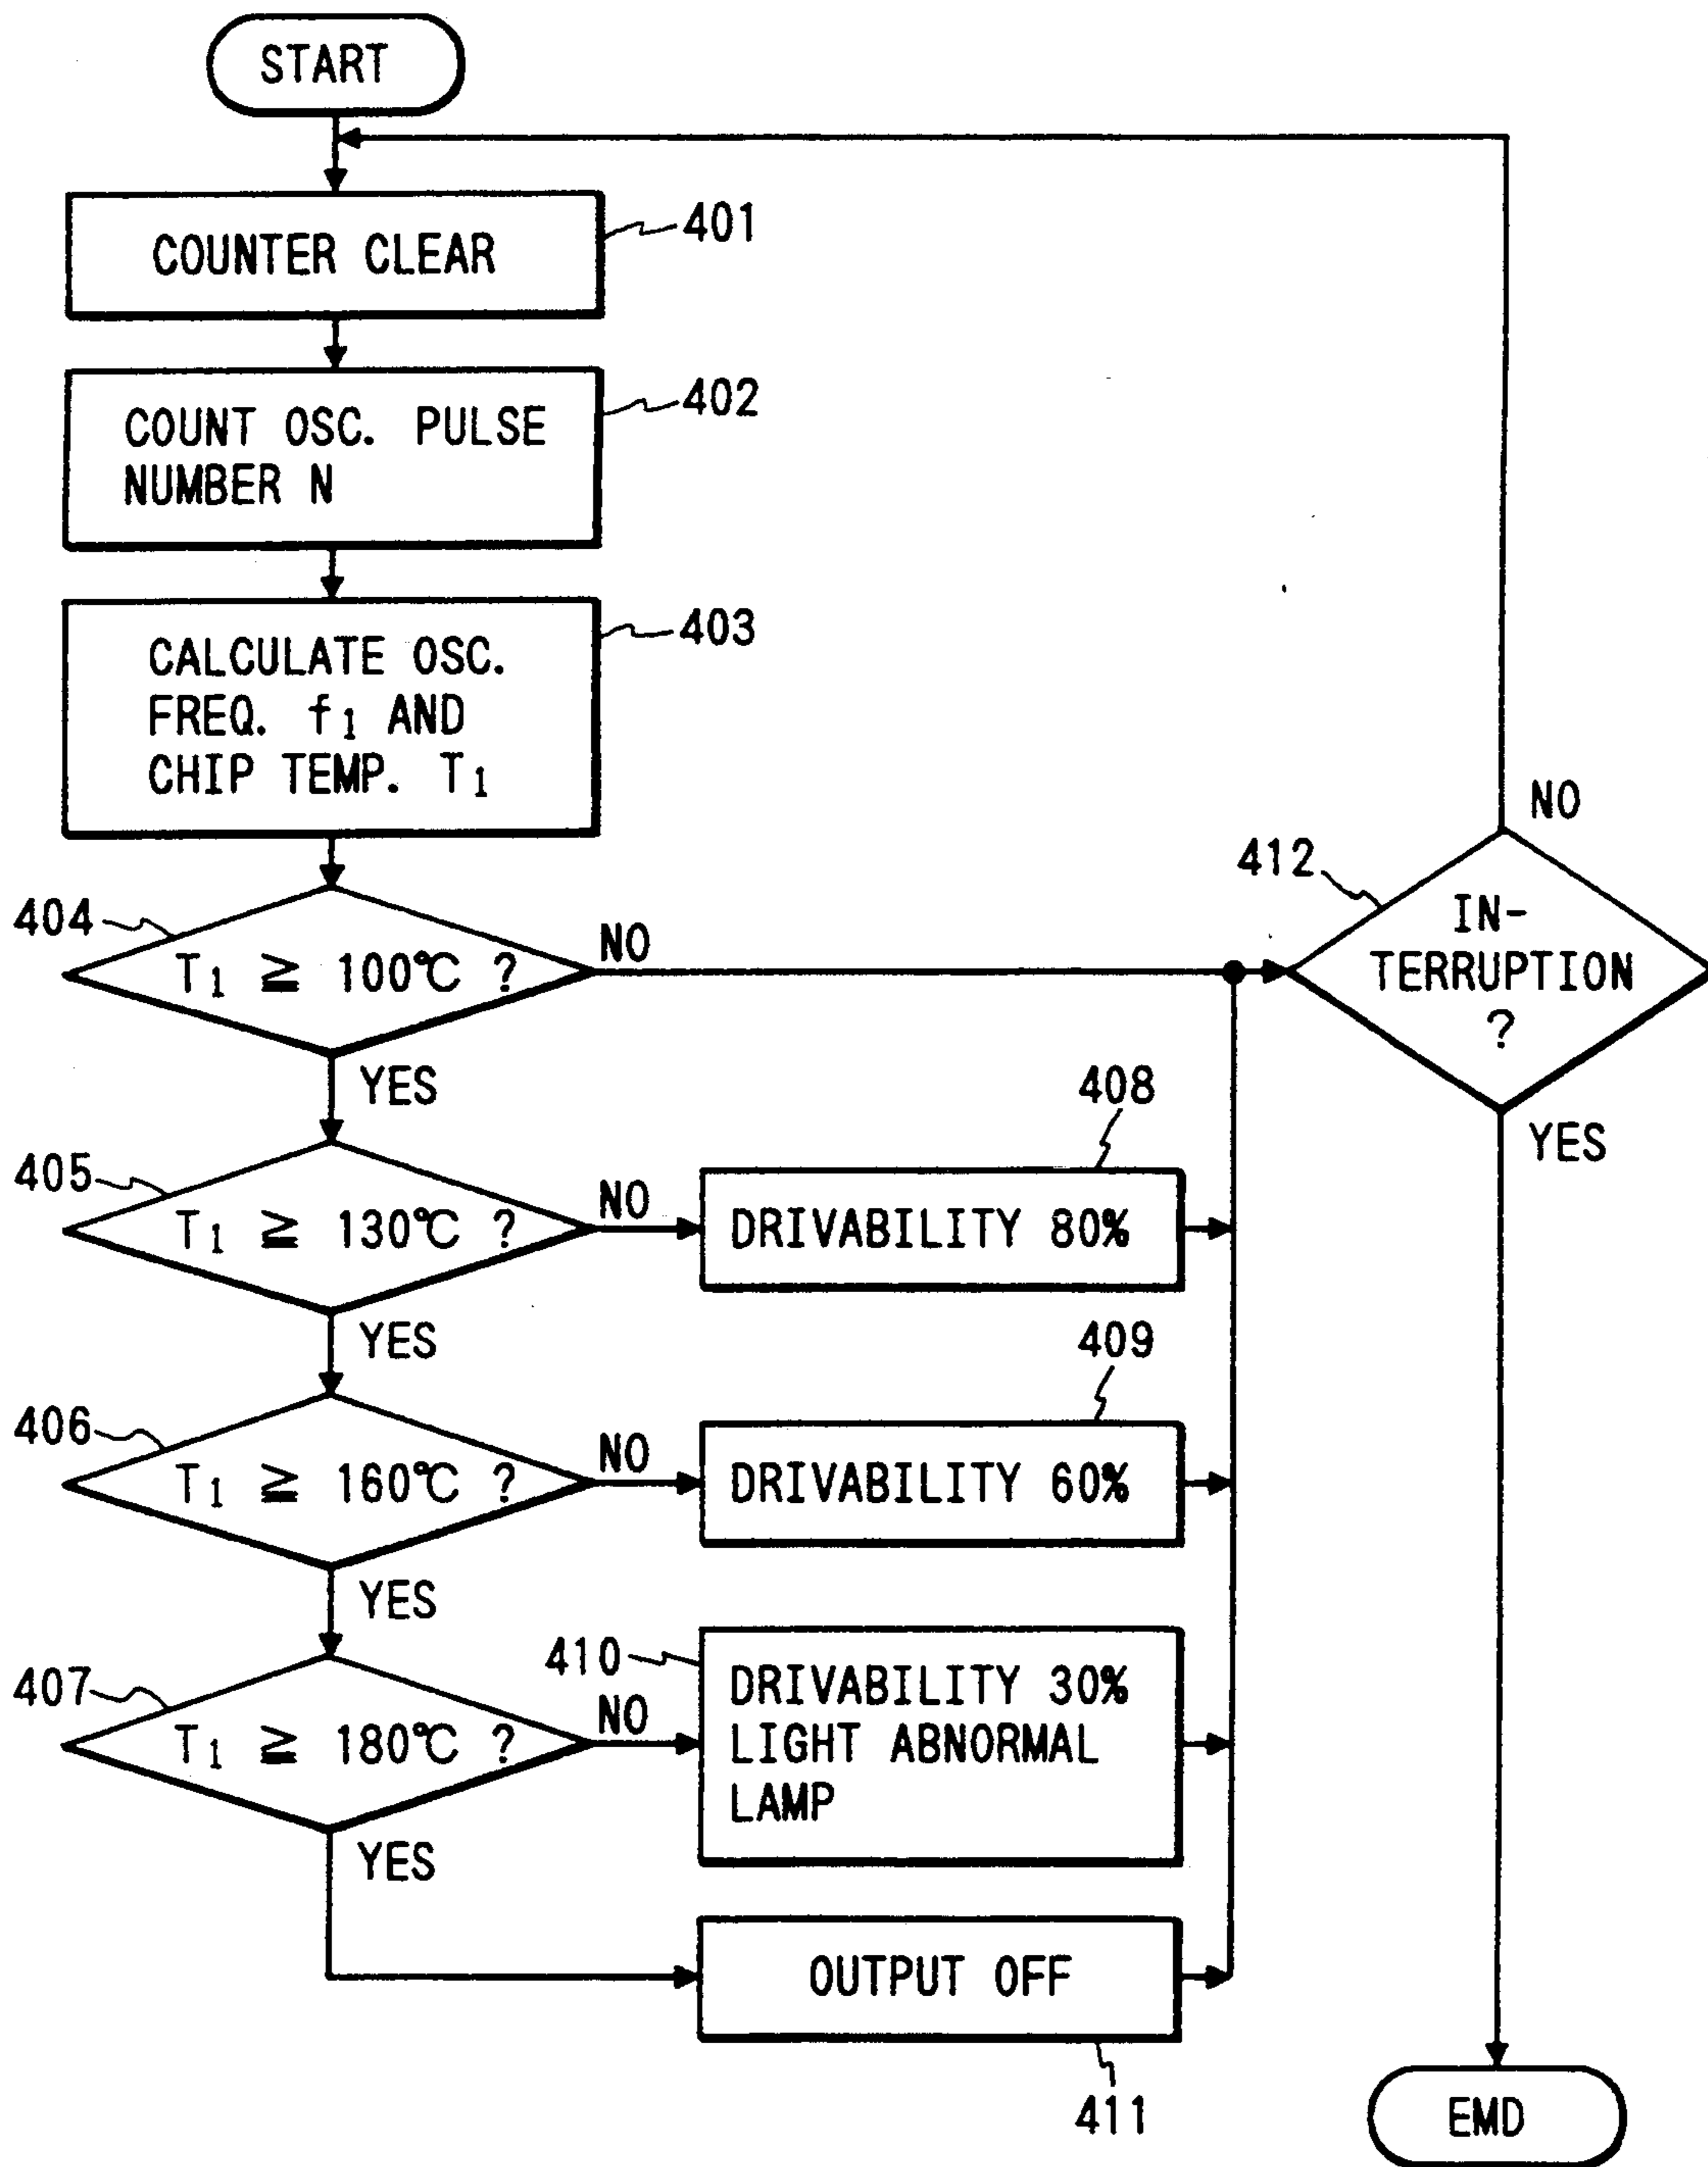 START
COUNTER CLEAR
401
COUNT OSC. PULSE
NUMBER N
402
CALCULATE OSC.
FREQ. f1 AND
CHIP TEMP. T1
403
404
T1 ≧ 100℃ ?
NO
YES
412
IN-
TERRUPTION
?
NO
YES
405
T1 ≧ 130℃ ?
NO
YES
408
DRIVABILITY 80%
406
T1 ≧ 160℃ ?
NO
YES
409
DRIVABILITY 60%
407
T1 ≧ 180℃ ?
NO
YES
410
DRIVABILITY 30%
LIGHT ABNORMAL
LAMP
OUTPUT OFF
411
EMD